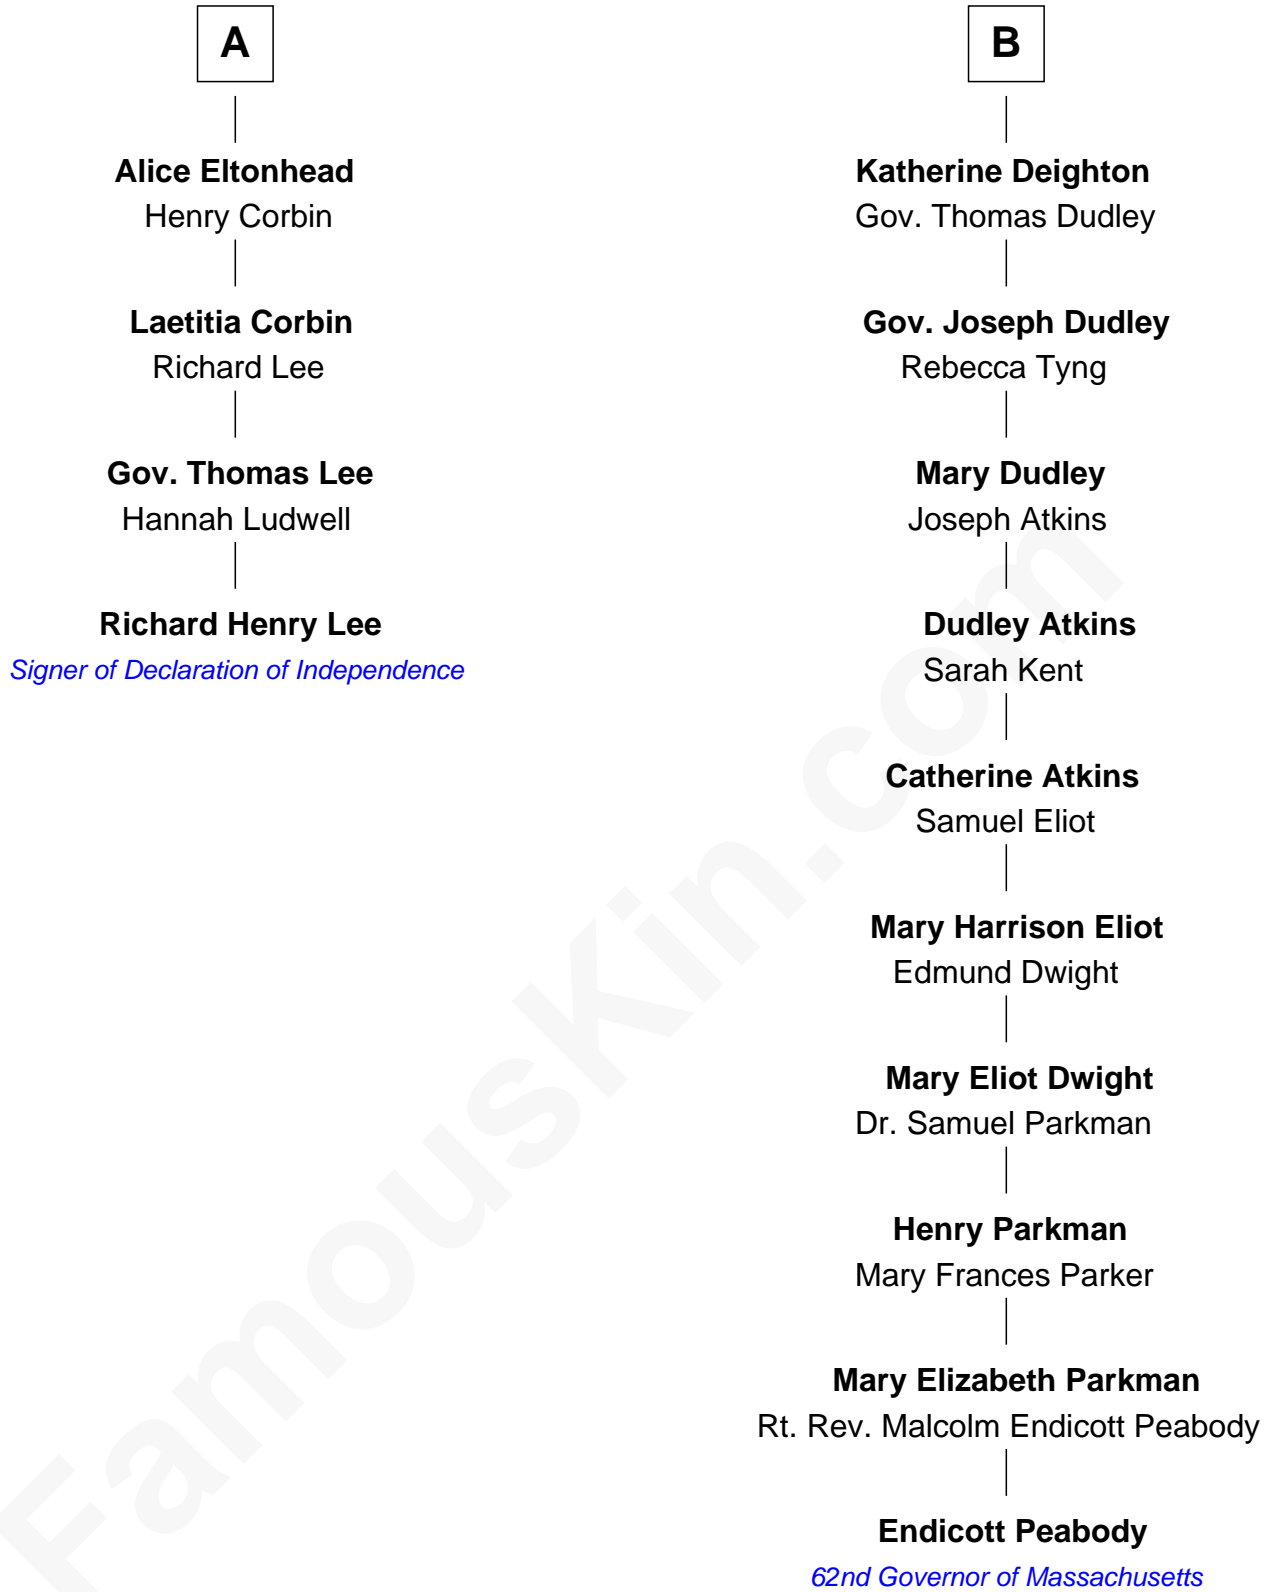 A
Alice Eltonhead
Henry Corbin
Laetitia Corbin
Richard Lee
Gov. Thomas Lee
Hannah Ludwell
Richard Henry Lee
Signer of Declaration of Independence
B
Katherine Deighton
Gov. Thomas Dudley
Gov. Joseph Dudley
Rebecca Tyng
Mary Dudley
Joseph Atkins
Dudley Atkins
Sarah Kent
Catherine Atkins
Samuel Eliot
Mary Harrison Eliot
Edmund Dwight
Mary Eliot Dwight
Dr. Samuel Parkman
Henry Parkman
Mary Frances Parker
Mary Elizabeth Parkman
Rt. Rev. Malcolm Endicott Peabody
Endicott Peabody
62nd Governor of Massachusetts
FamousKin.com